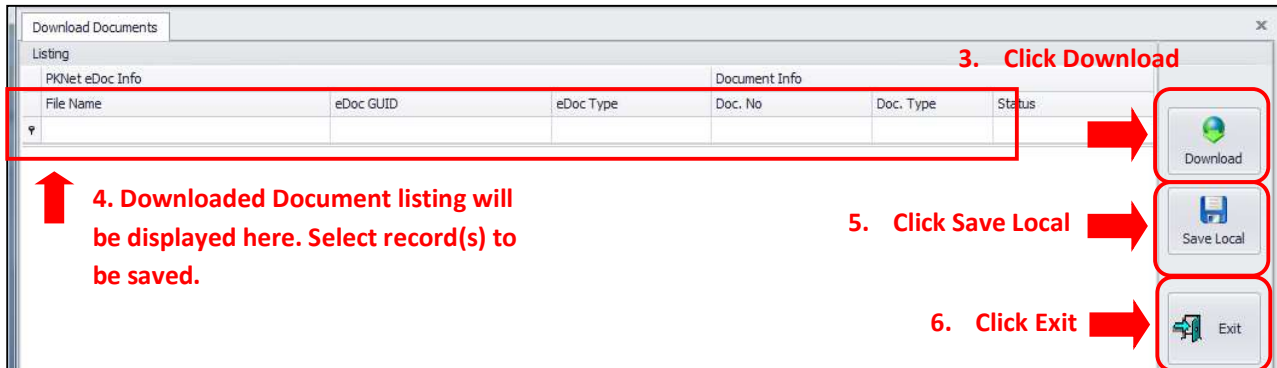 Download Documents
Listing
3. Click Download
PKNet eDoc Info Document Info
File Name eDoc GUID eDoc Type Doc. No Doc. Type Status
Download
4. Downloaded Document listing will
be displayed here. Select record(s) to
be saved.
5. Click Save Local
Save Local
6. Click Exit
Exit